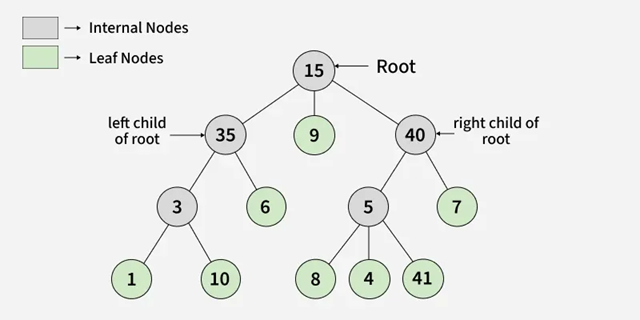 Internal Nodes
Leaf Nodes
15
Root
left child
of root
35
9
40
right child of
root
3
6
5
7
1
10
8
4
41